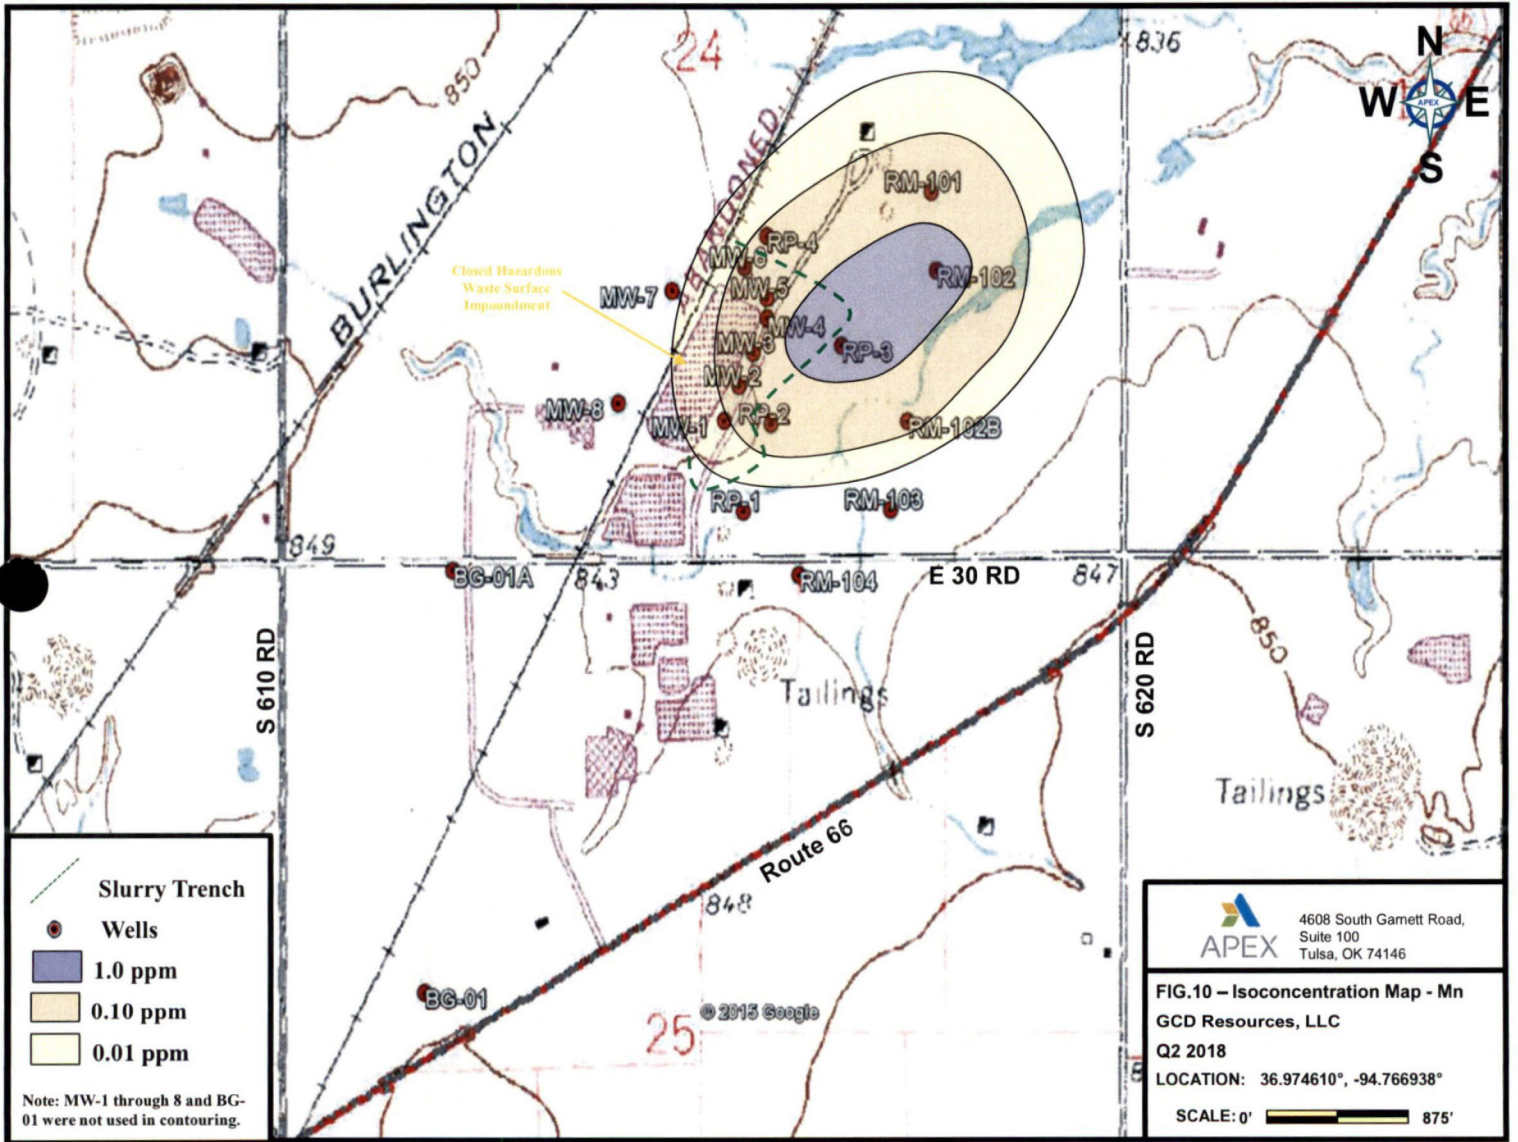 24
836
N
W
APEX
E
S
850
BURLINGTON
ABANDONED
RM-101
RP-4
MW-6
RM-102
Closed Hazardous
Waste Surface
Impoundment
MW-7
MW-5
MW-4
MW-3
RP-3
MW-2
MW-8
MW-1
RP-2
RM-102B
RP-1
RM-103
849
BG-01A
843
RM-104
E 30 RD
847
S 610 RD
S 620 RD
850
Tailings
Tailings
Route 66
848
BG-01
25
© 2015 Google
Slurry Trench
Wells
1.0 ppm
0.10 ppm
0.01 ppm
Note: MW-1 through 8 and BG-
01 were not used in contouring.
APEX
4608 South Garnett Road,
Suite 100
Tulsa, OK 74146
FIG.10 – Isoconcentration Map - Mn
GCD Resources, LLC
Q2 2018
LOCATION: 36.974610°, -94.766938°
SCALE: 0' 875'